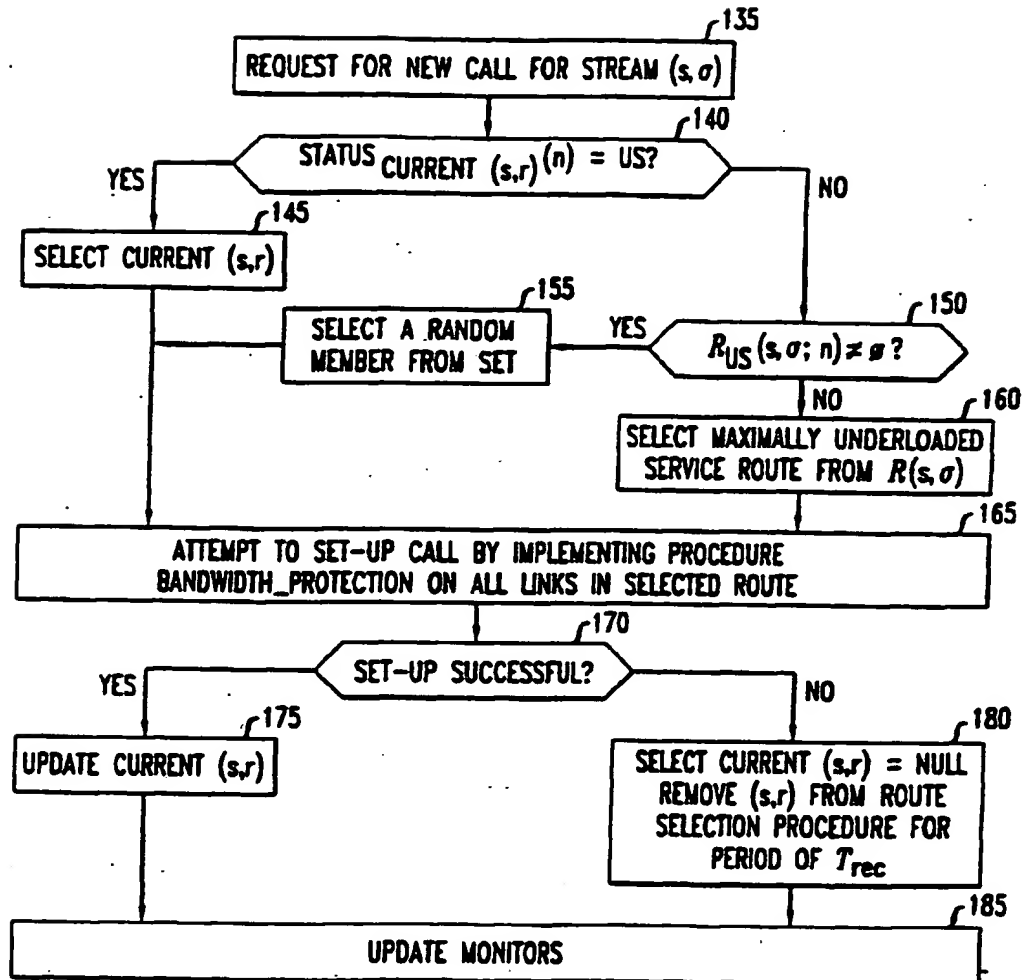 135
REQUEST FOR NEW CALL FOR STREAM (s, σ)
140
STATUS CURRENT (s,r) (n) = US?
YES
NO
145
SELECT CURRENT (s,r)
155
SELECT A RANDOM
MEMBER FROM SET
YES
150
R US (s, σ; n) ≠ ø ?
NO
160
SELECT MAXIMALLY UNDERLOADED
SERVICE ROUTE FROM R(s, σ)
165
ATTEMPT TO SET-UP CALL BY IMPLEMENTING PROCEDURE
BANDWIDTH_PROTECTION ON ALL LINKS IN SELECTED ROUTE
170
SET-UP SUCCESSFUL?
YES
NO
175
UPDATE CURRENT (s,r)
180
SELECT CURRENT (s,r) = NULL
REMOVE (s,r) FROM ROUTE
SELECTION PROCEDURE FOR
PERIOD OF T rec
185
UPDATE MONITORS